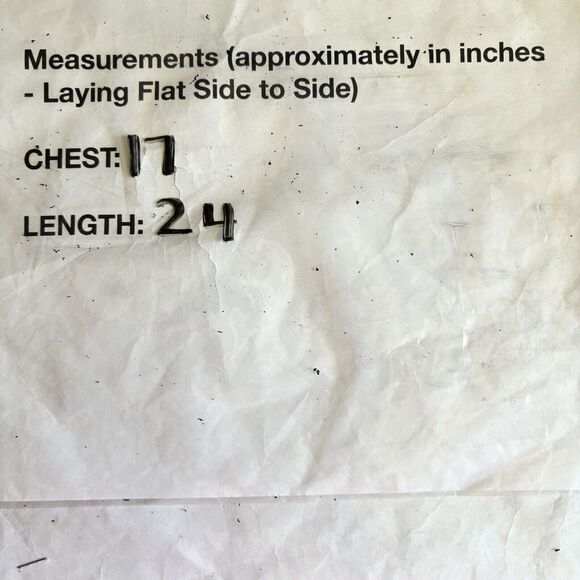 Measurements (approximately in inches
- Laying Flat Side to Side)
CHEST: 17
LENGTH: 24